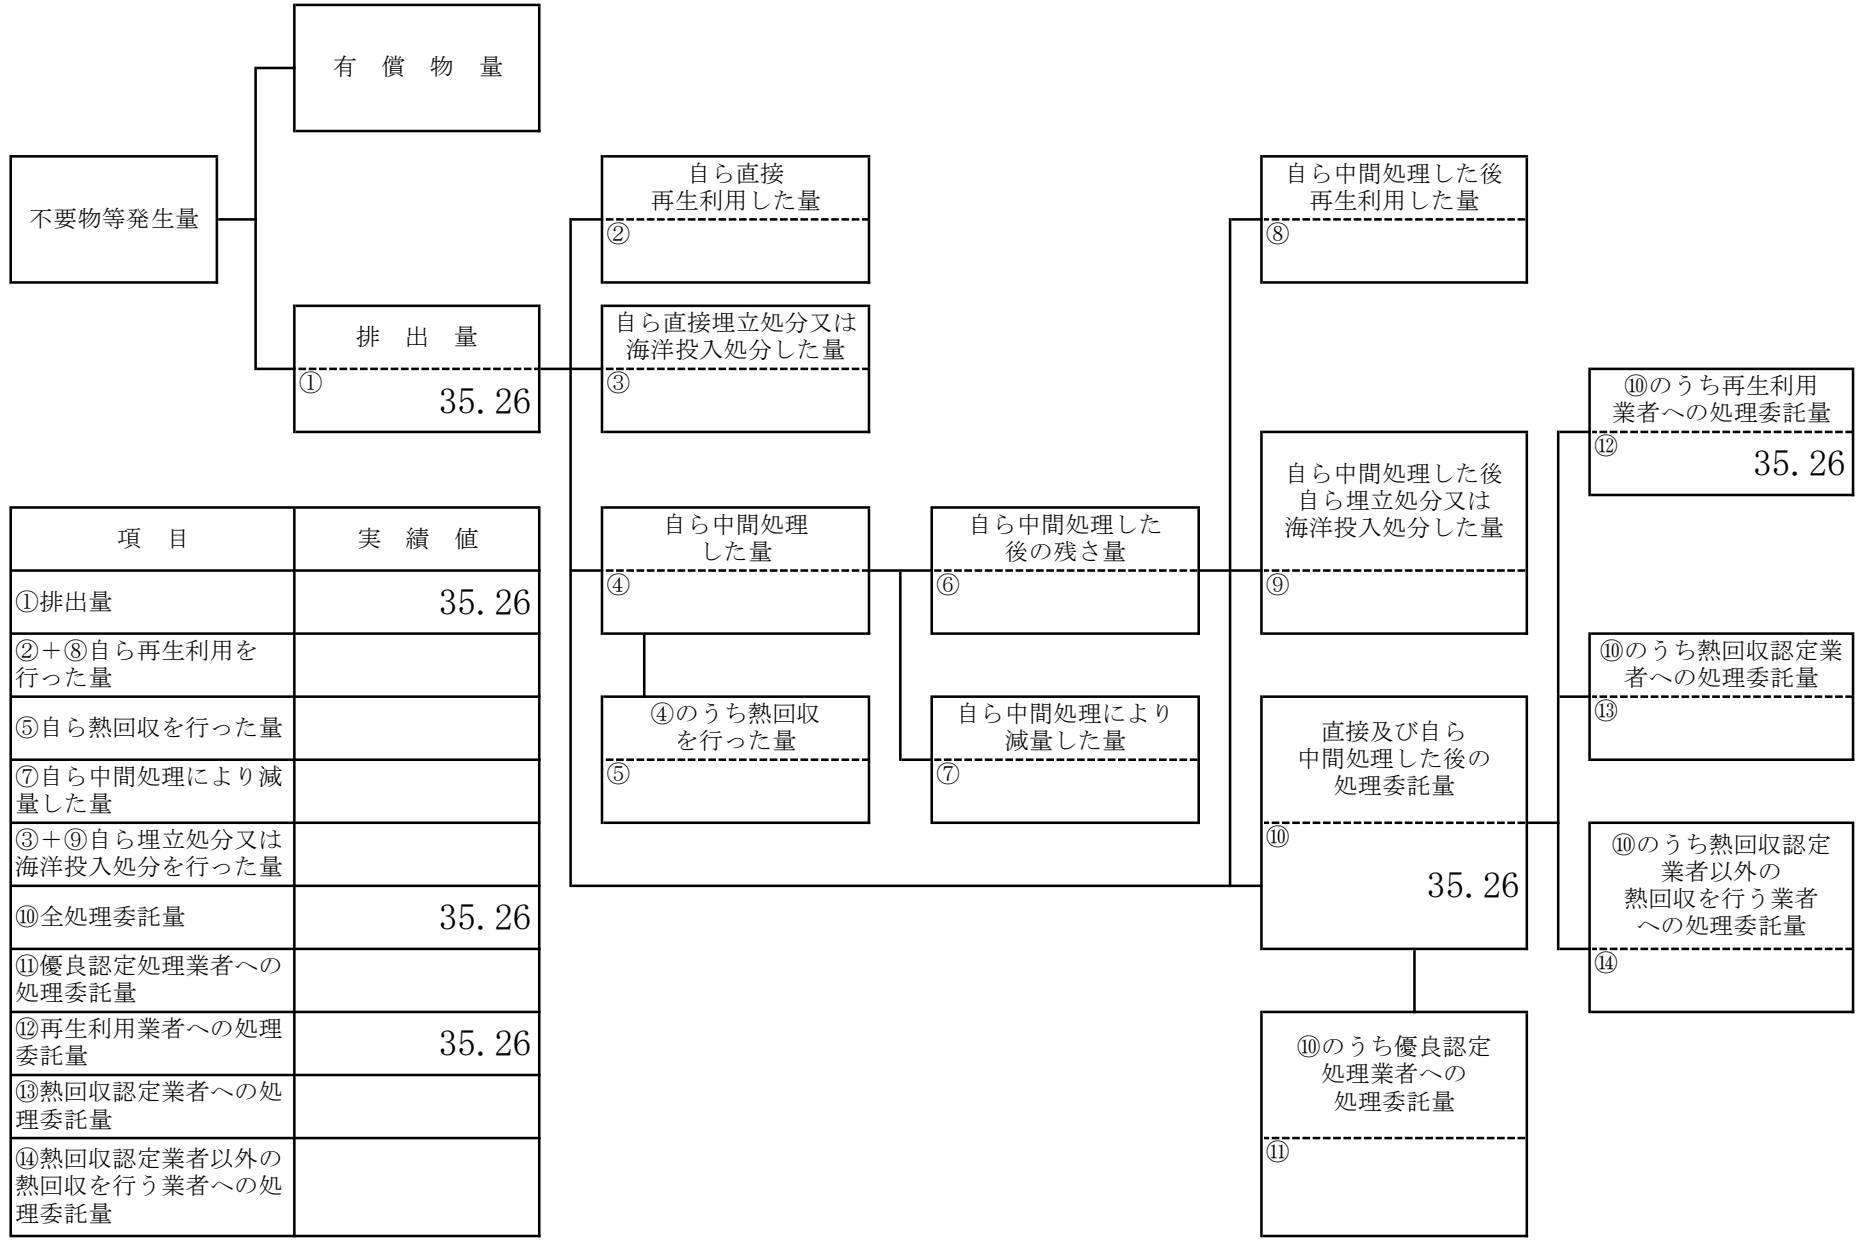 有　償　物　量
不要物等発生量
排　出　量
①
35.26
自ら直接
再生利用した量
②
自ら直接埋立処分又は
海洋投入処分した量
③
自ら中間処理
した量
④
④のうち熱回収
を行った量
⑤
自ら中間処理した
後の残さ量
⑥
自ら中間処理により
減量した量
⑦
自ら中間処理した後
再生利用した量
⑧
自ら中間処理した後
自ら埋立処分又は
海洋投入処分した量
⑨
直接及び自ら
中間処理した後の
処理委託量
⑩
35.26
⑩のうち優良認定
処理業者への
処理委託量
⑪
⑩のうち再生利用
業者への処理委託量
⑫
35.26
⑩のうち熱回収認定業
者への処理委託量
⑬
⑩のうち熱回収認定
業者以外の
熱回収を行う業者
への処理委託量
⑭
項　目　実　績　値
①排出量　35.26
②＋⑧自ら再生利用を
行った量
⑤自ら熱回収を行った量
⑦自ら中間処理により減
量した量
③＋⑨自ら埋立処分又は
海洋投入処分を行った量
⑩全処理委託量　35.26
⑪優良認定処理業者への
処理委託量
⑫再生利用業者への処理
委託量　35.26
⑬熱回収認定業者への処
理委託量
⑭熱回収認定業者以外の
熱回収を行う業者への処
理委託量